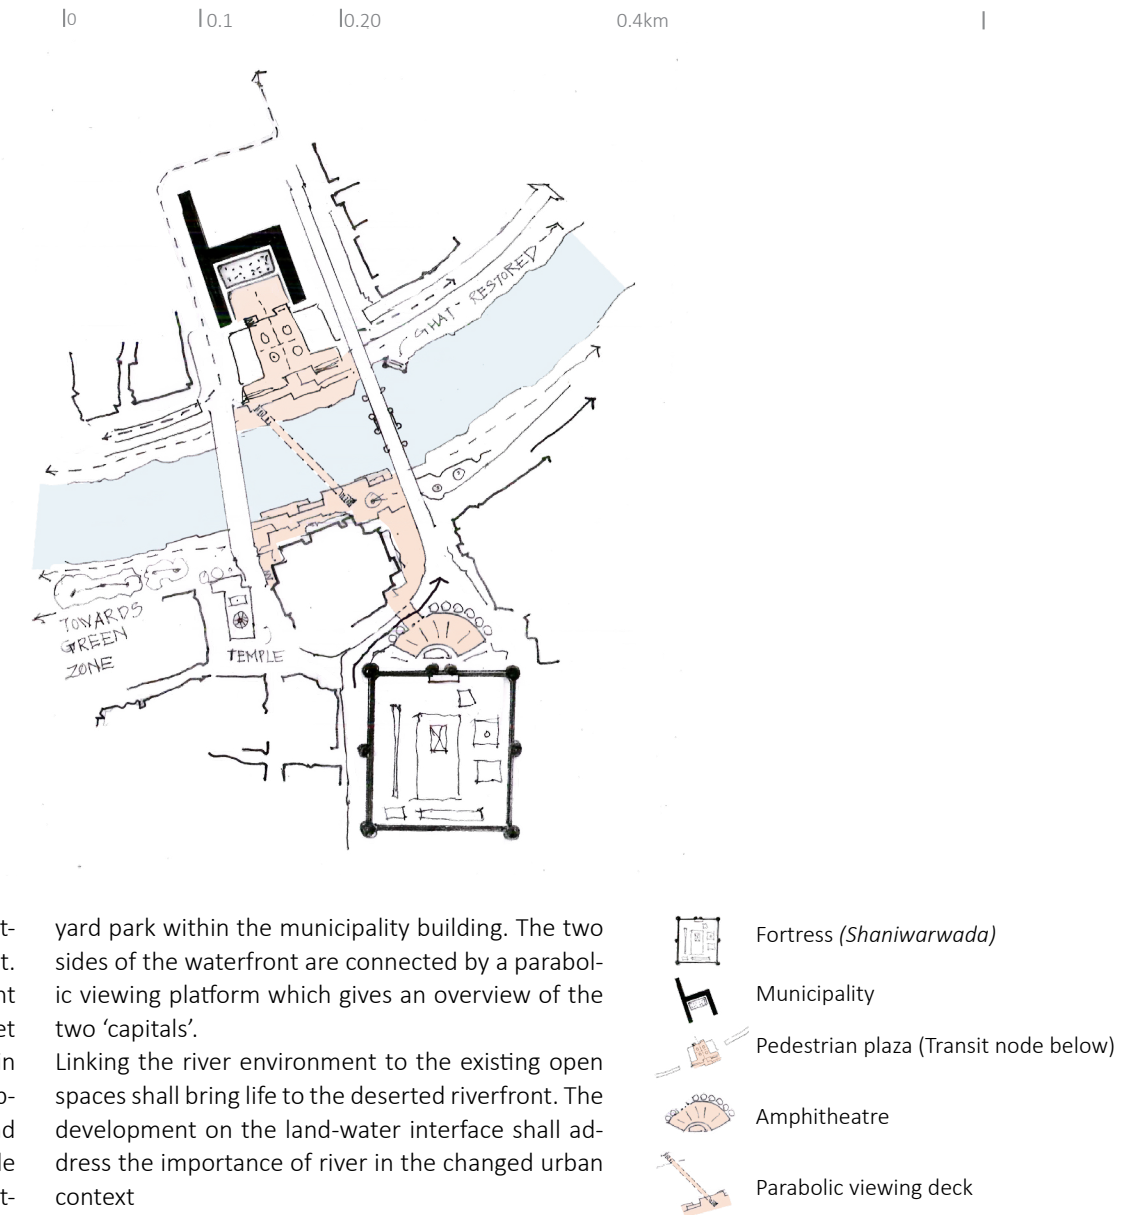 0 0.1 0.20 0.4km
GHAT RESTORED
TOWARDS
GREEN
ZONE
TEMPLE
t-
t.
nt
et
in
o-
d
le
t-
yard park within the municipality building. The two
sides of the waterfront are connected by a parabol-
ic viewing platform which gives an overview of the
two ‘capitals’.
Linking the river environment to the existing open
spaces shall bring life to the deserted riverfront. The
development on the land-water interface shall ad-
dress the importance of river in the changed urban
context
Fortress (Shaniwarwada)
Municipality
Pedestrian plaza (Transit node below)
Amphitheatre
Parabolic viewing deck